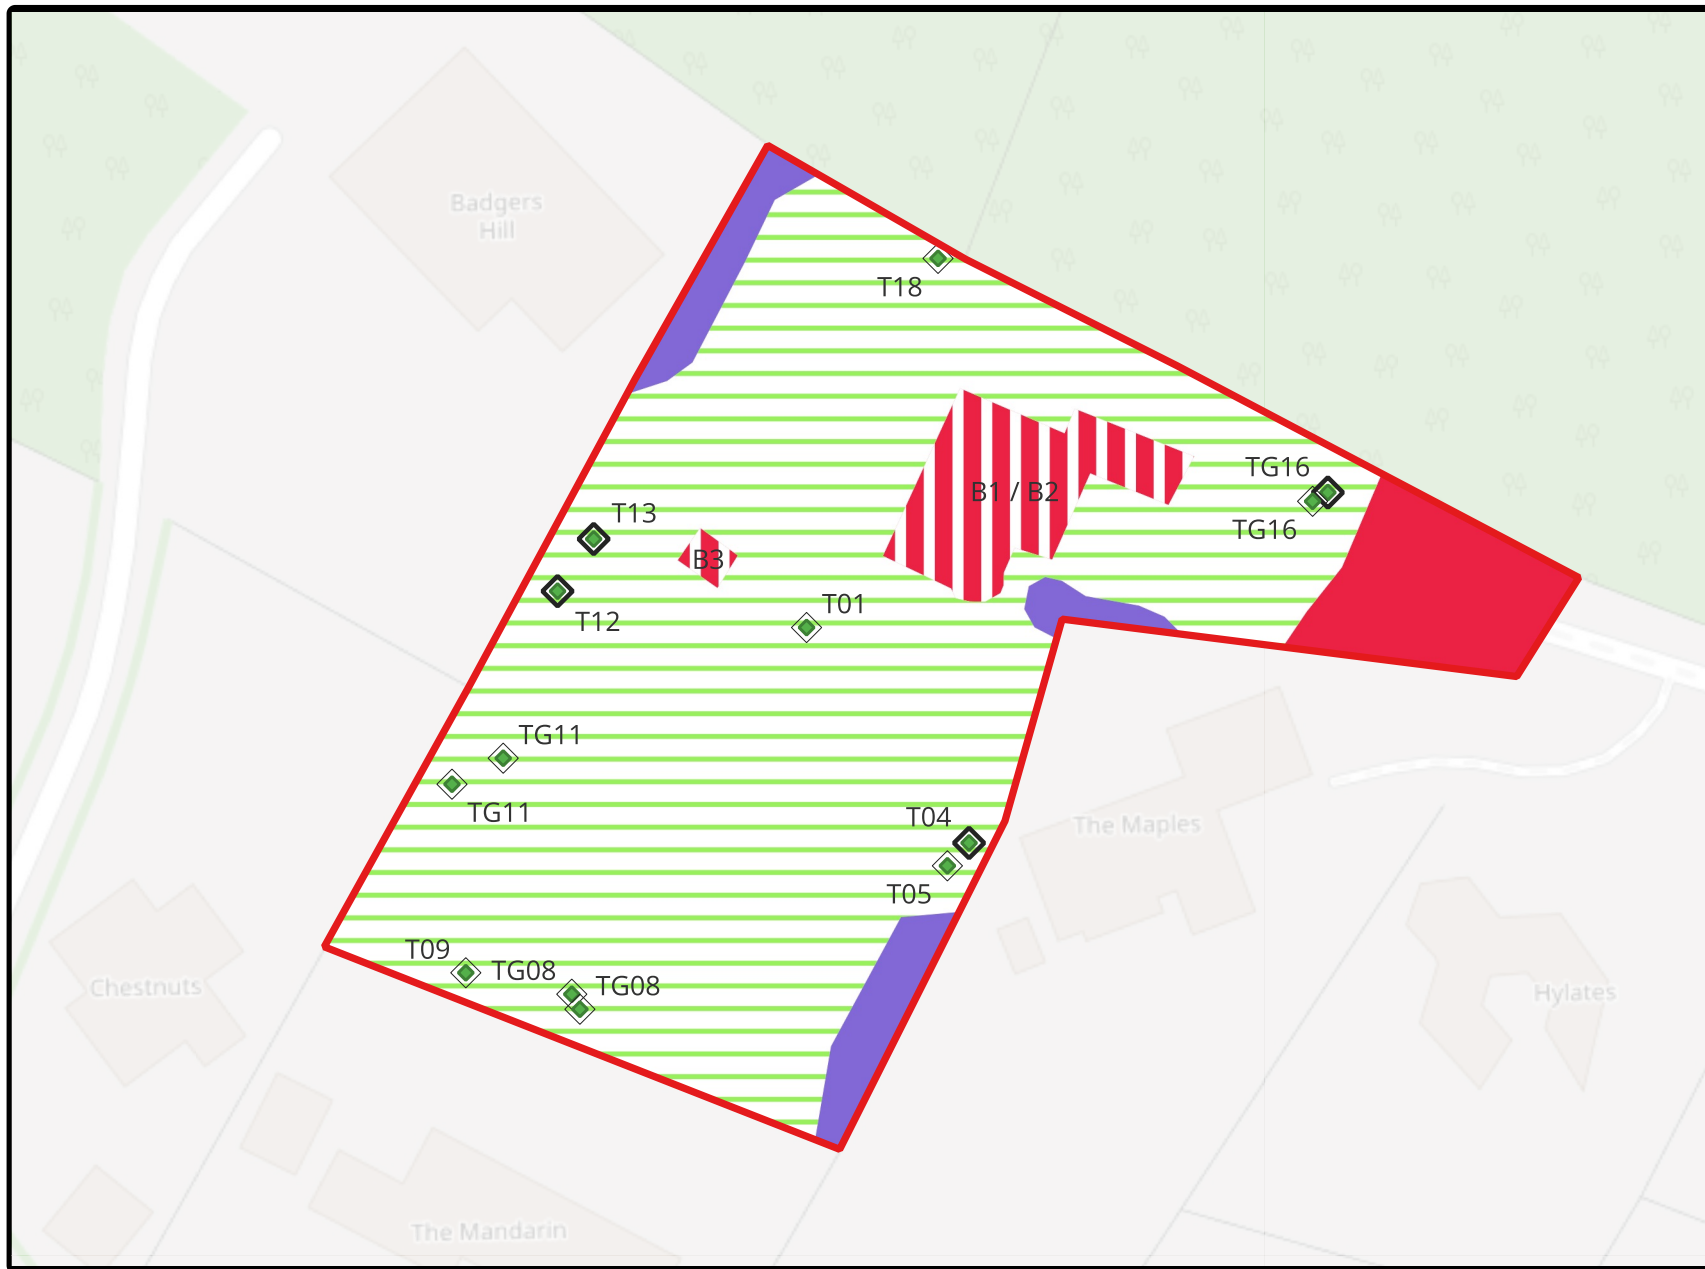 Badgers
Hill
T18
TG16
B1 / B2
T13
TG16
B3
T01
T12
TG11
TG11
T04
The Maples
T05
T09
TG08
TG08
Chestnuts
Hylates
The Mandarin